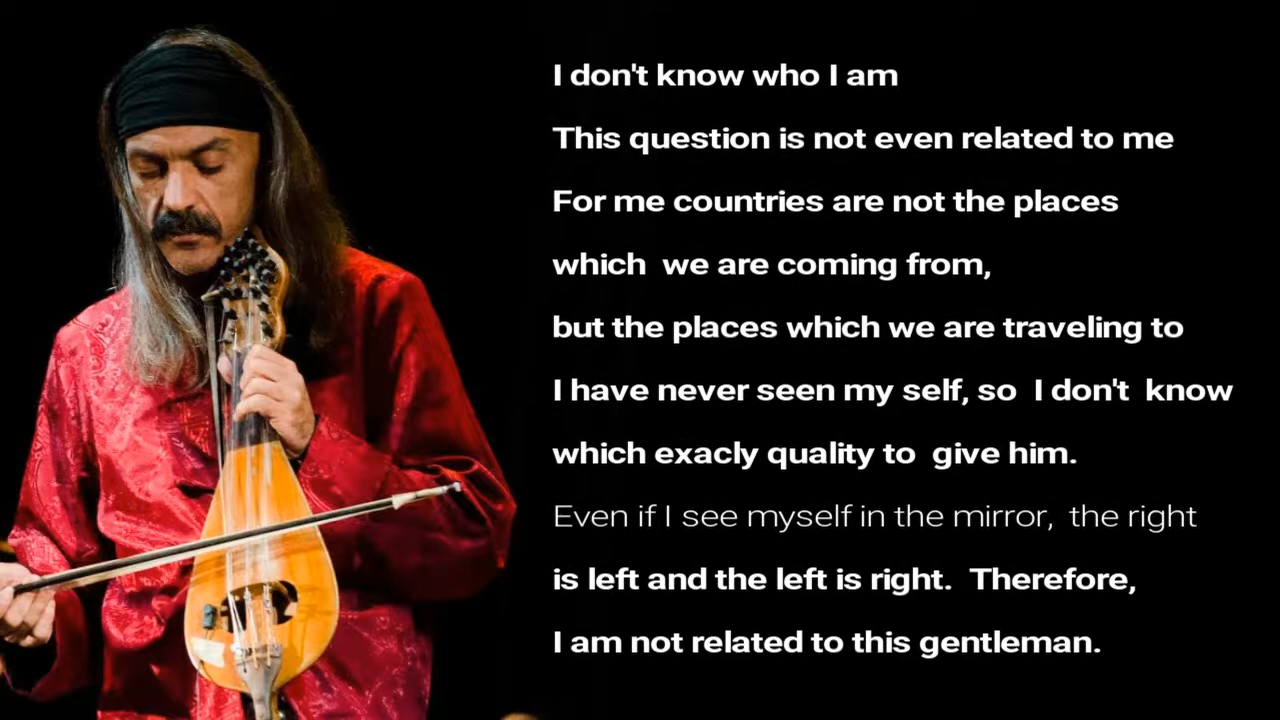 I don't know who I am
This question is not even related to me
For me countries are not the places
which  we are coming from,
but the places which we are traveling to
I have never seen my self, so  I don't  know
which exacly quality to  give him.
Even if I see myself in the mirror,  the right
is left and the left is right.  Therefore,
I am not related to this gentleman.